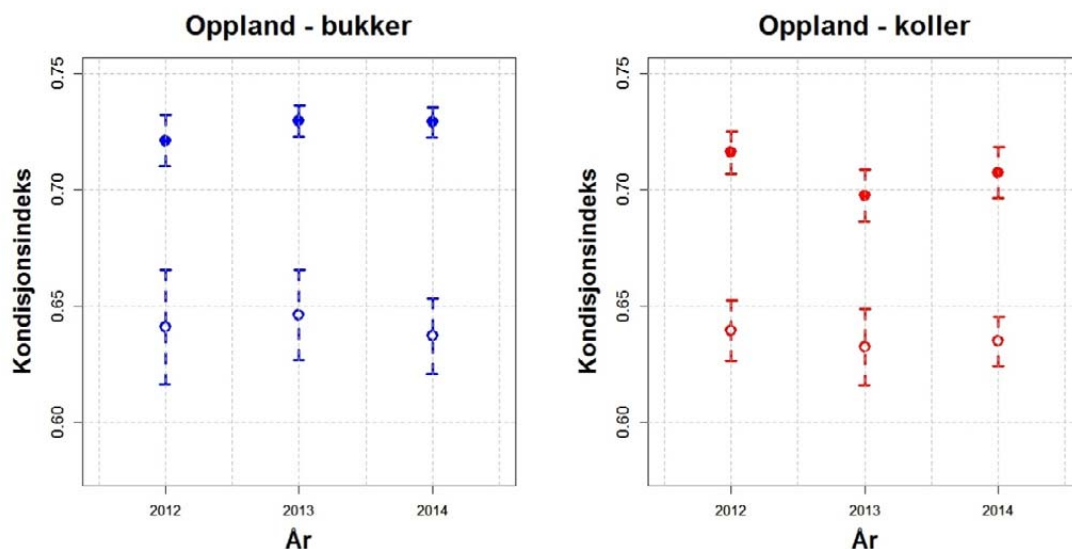 Oppland - bukker
Kondisjonsindeks
0.75
0.70
0.65
0.60
2012
2013
2014
År
Oppland - koller
Kondisjonsindeks
0.75
0.70
0.65
0.60
2012
2013
2014
År